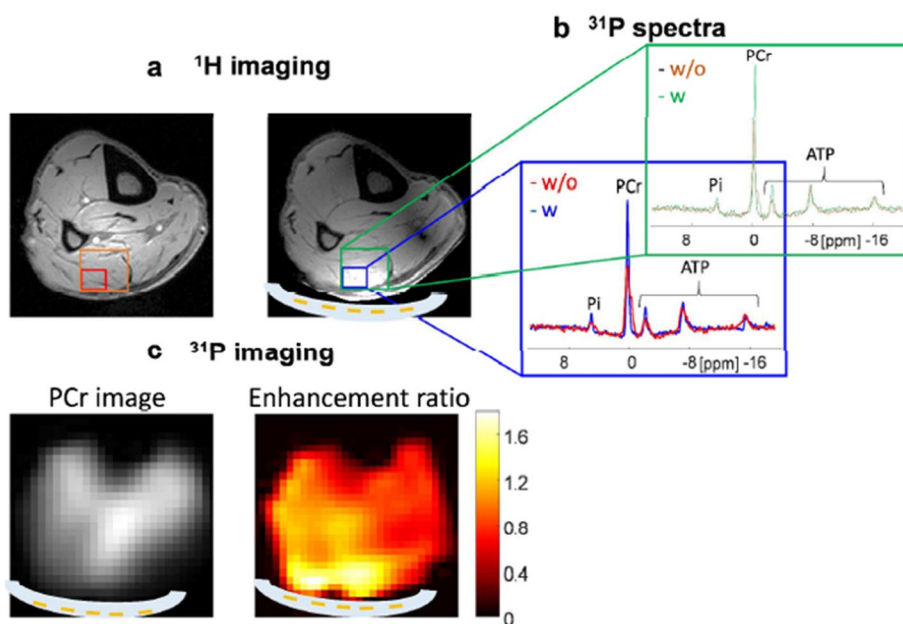 a ¹H imaging
b ³¹P spectra
PCr
- w/o
- w
ATP
Pi
8 0 -8 [ppm] -16
- w/o
- w
PCr
ATP
Pi
8 0 -8 [ppm] -16
c ³¹P imaging
PCr image
Enhancement ratio
1.6
1.2
0.8
0.4
0